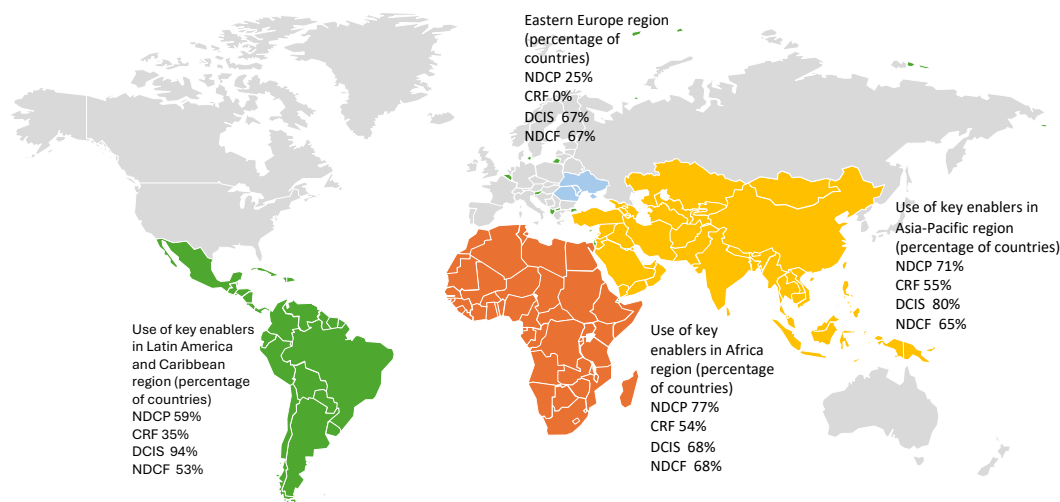 Eastern Europe region
(percentage of
countries)
NDCP 25%
CRF 0%
DCIS 67%
NDCF 67%
Use of key enablers in
Asia-Pacific region
(percentage of countries)
NDCP 71%
CRF 55%
DCIS 80%
NDCF 65%
Use of key enablers
in Latin America
and Caribbean
region (percentage
of countries)
NDCP 59%
CRF 35%
DCIS 94%
NDCF 53%
Use of key
enablers in Africa
region (percentage
of countries)
NDCP 77%
CRF 54%
DCIS 68%
NDCF 68%